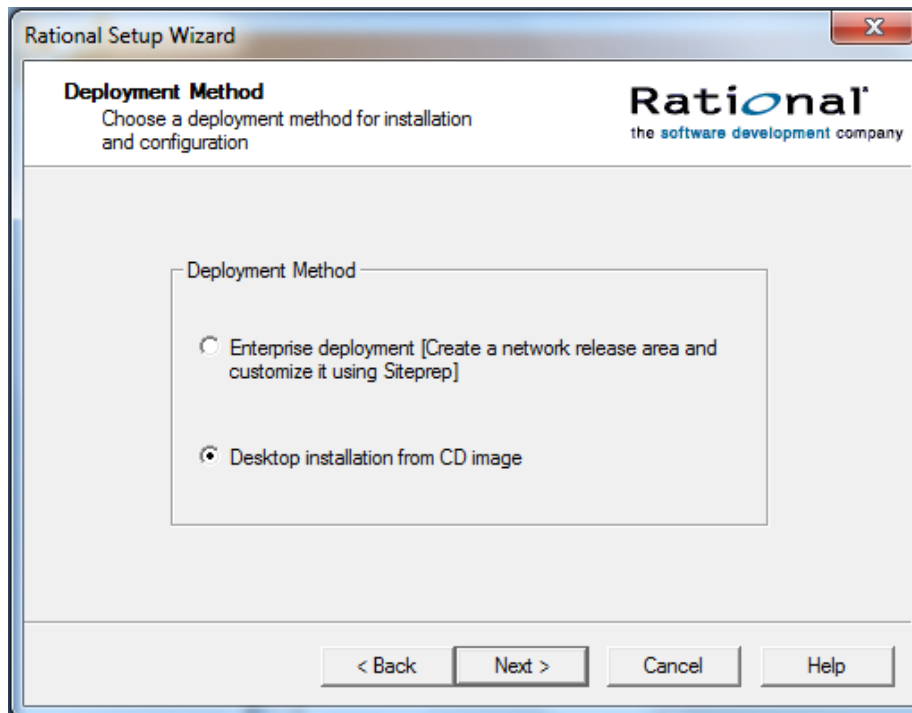 Rational Setup Wizard
X
Deployment Method
Choose a deployment method for installation
and configuration
Rational
the software development company
Deployment Method
Enterprise deployment [Create a network release area and
customize it using Siteprep]
Desktop installation from CD image
< Back
Next >
Cancel
Help